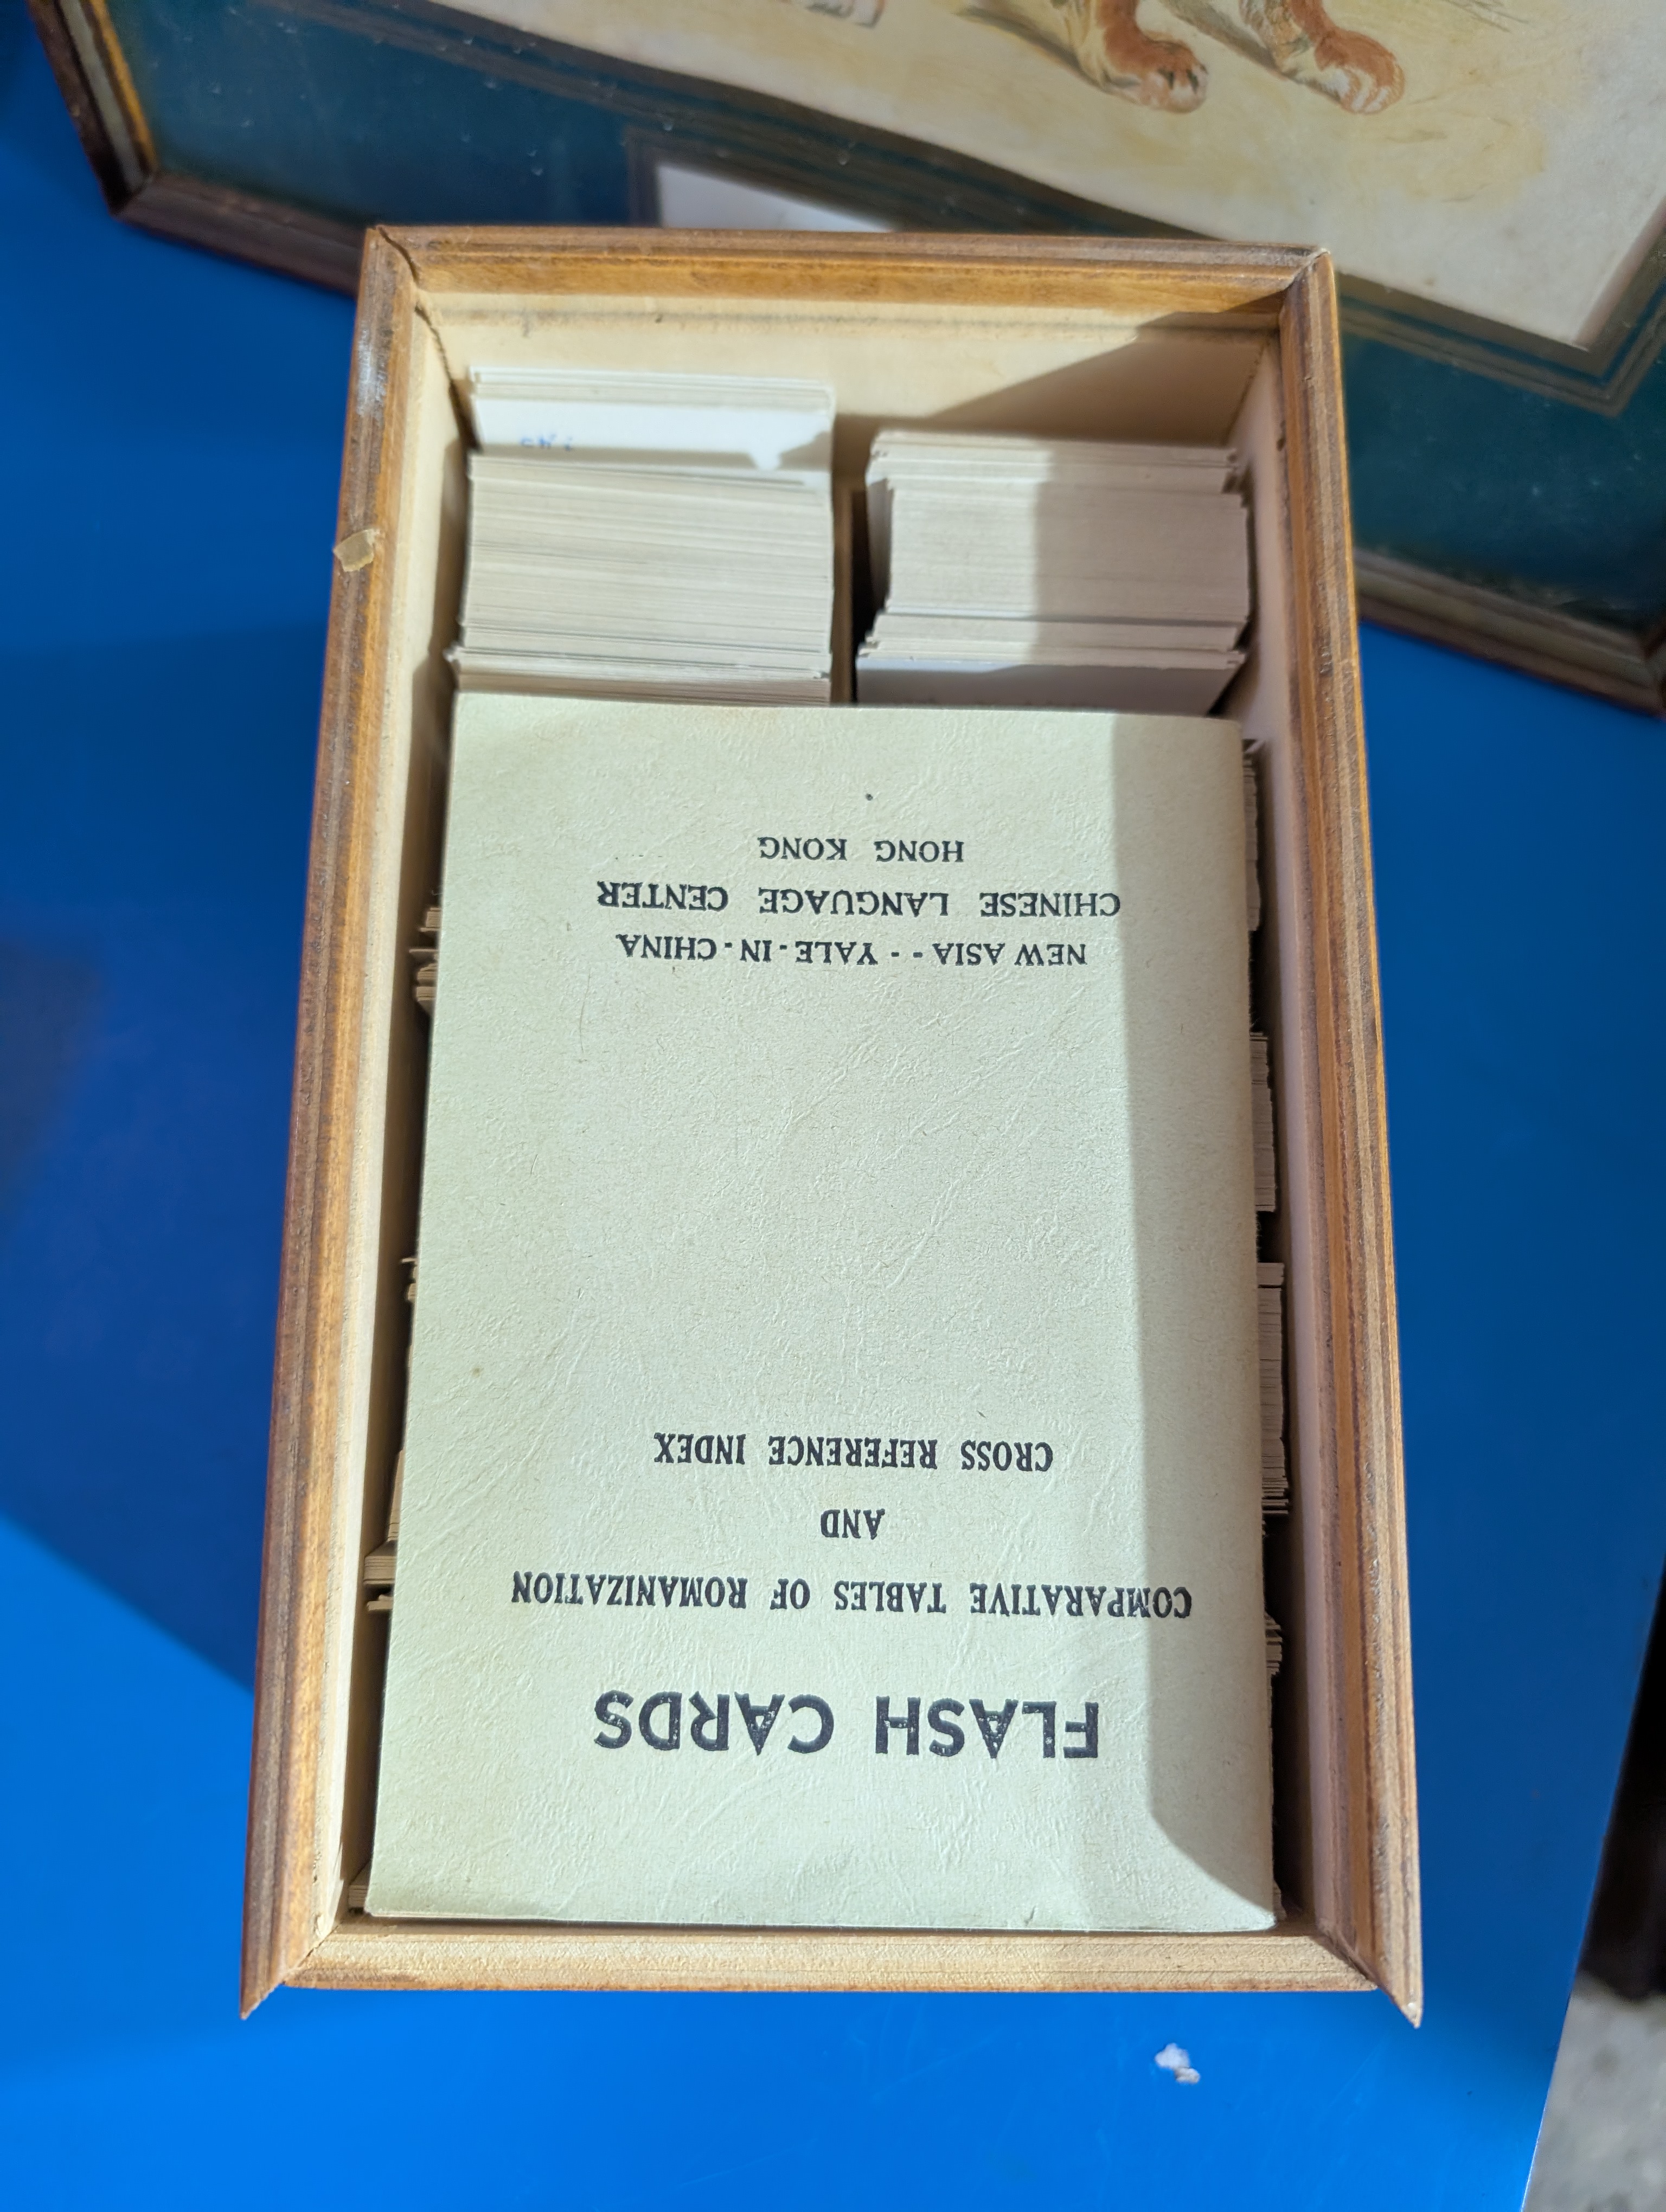 FLASH CARDS
COMPARATIVE TABLES OF ROMANIZATION
AND
CROSS REFERENCE INDEX
NEW ASIA - - YALE - IN - CHINA
CHINESE LANGUAGE CENTER
HONG KONG